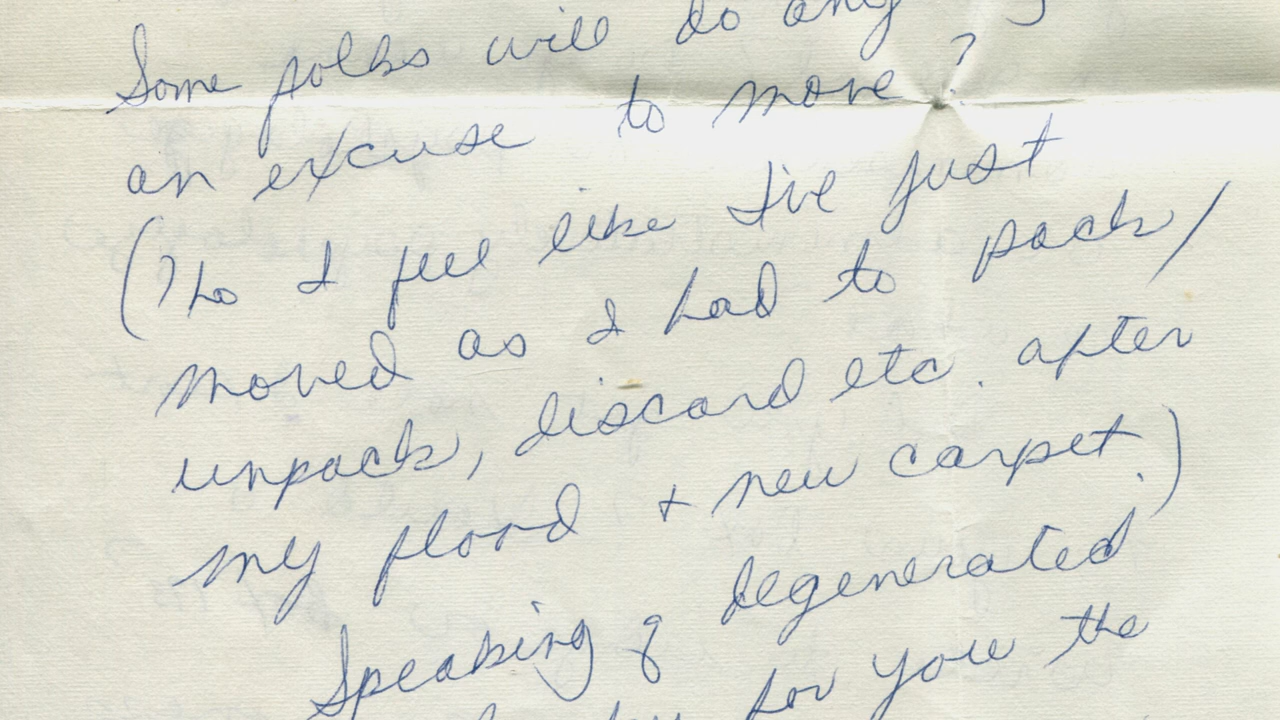 Some folks will do any
an excuse to move?
(Tho I feel like I've just
moved as I had to pack/
unpack, discard etc. after
my flood + new carpet.)
Speaking of degenerated
for you the